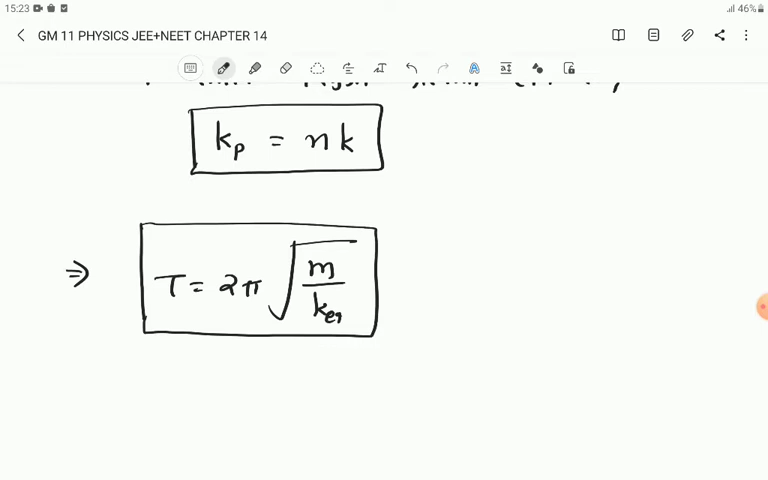 15:23 46%
GM 11 PHYSICS JEE+NEET CHAPTER 14
kp = nk
⇒ T = 2π √(m/keq)